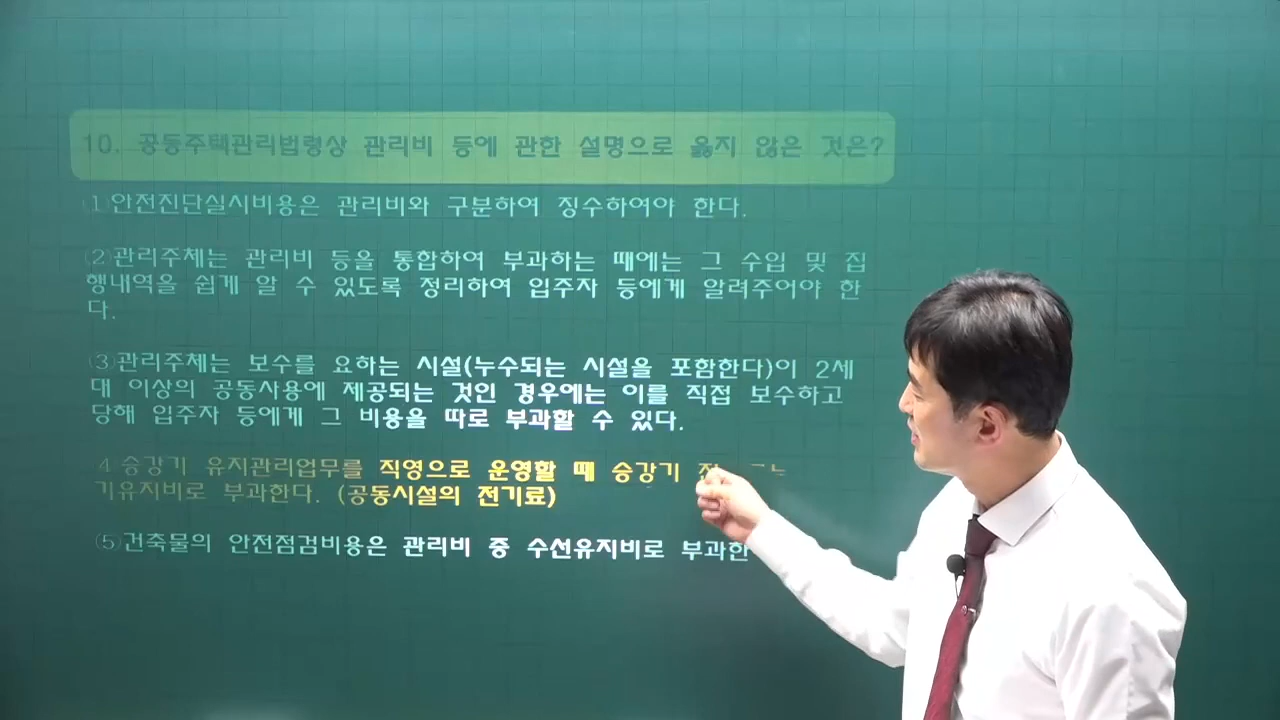 10. 공동주택관리법령상 관리비 등에 관한 설명으로 옳지 않은 것은?
(1)안전진단실시비용은 관리비와 구분하여 징수하여야 한다.
(2)관리주체는 관리비 등을 통합하여 부과하는 때에는 그 수입 및 집
행내역을 쉽게 알 수 있도록 정리하여 입주자 등에게 알려주어야 한
다.
(3)관리주체는 보수를 요하는 시설(누수되는 시설을 포함한다)이 2세
대 이상의 공동사용에 제공되는 것인 경우에는 이를 직접 보수하고
당해 입주자 등에게 그 비용을 따로 부과할 수 있다.
4 승강기 유지관리업무를 직영으로 운영할 때 승강기
기유지비로 부과한다. (공동시설의 전기료)
(5)건축물의 안전점검비용은 관리비 중 수선유지비로 부과한